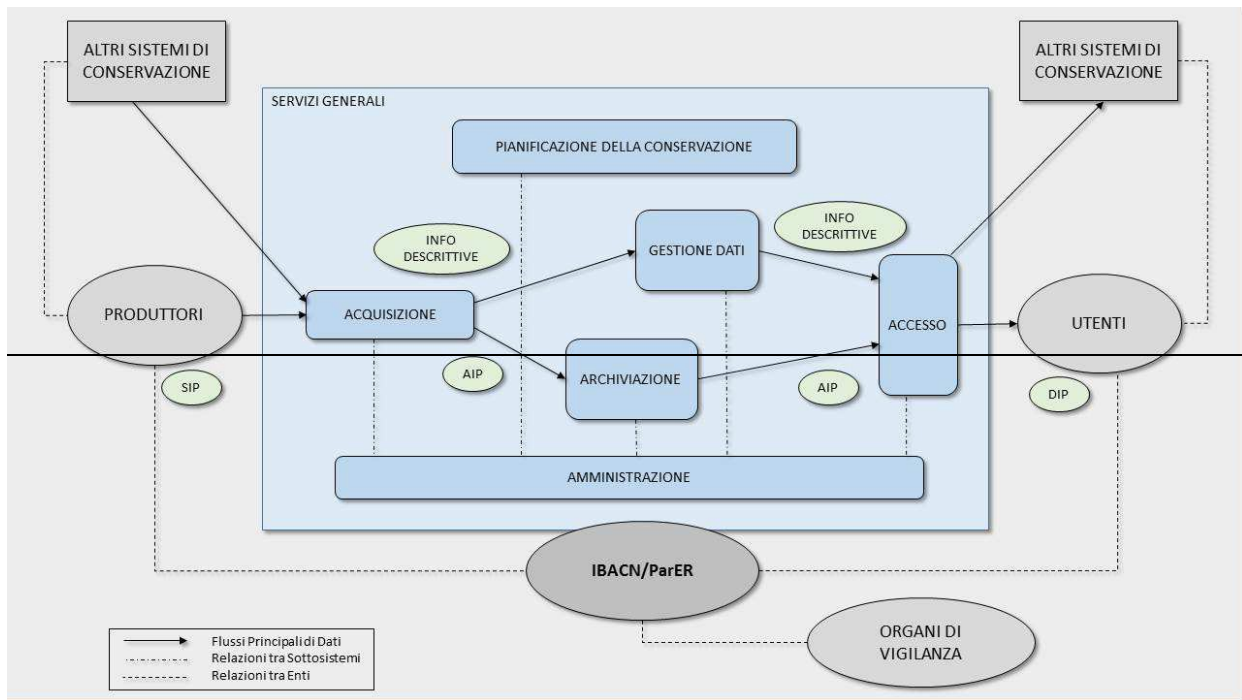 ALTRI SISTEMI DI
CONSERVAZIONE
ALTRI SISTEMI DI
CONSERVAZIONE
SERVIZI GENERALI
PIANIFICAZIONE DELLA CONSERVAZIONE
INFO
DESCRITTIVE
GESTIONE DATI
INFO
DESCRITTIVE
PRODUTTORI
ACQUISIZIONE
ACCESSO
UTENTI
SIP
AIP
ARCHIVIAZIONE
AIP
DIP
AMMINISTRAZIONE
IBACN/ParER
ORGANI DI
VIGILANZA
Flussi Principali di Dati
Relazioni tra Sottosistemi
Relazioni tra Enti